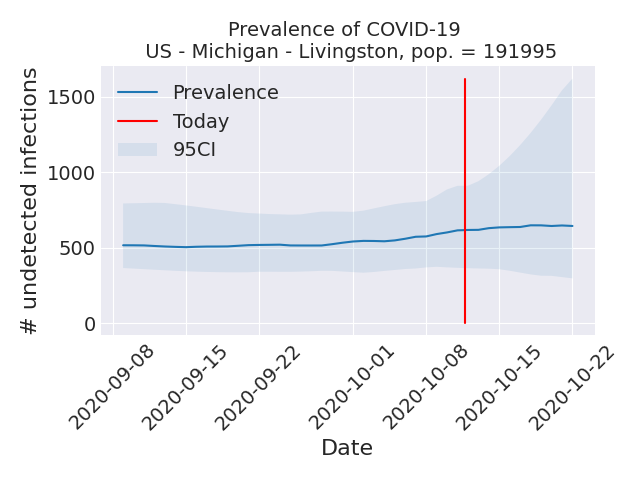 Prevalence of COVID-19
US - Michigan - Livingston, pop. = 191995
# undetected infections
1500
1000
500
0
Prevalence
Today
95CI
2020-09-08
2020-09-15
2020-09-22
2020-10-01
2020-10-08
2020-10-15
2020-10-22
Date